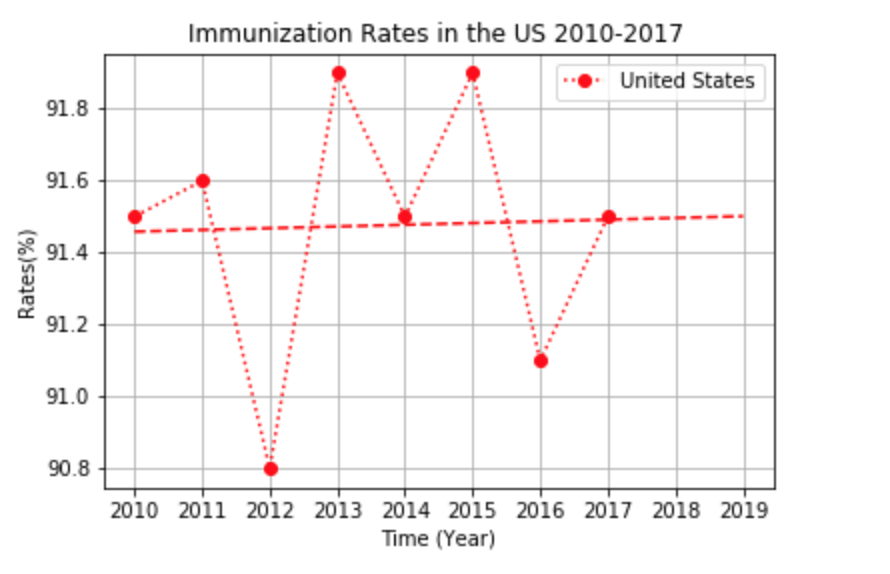 Immunization Rates in the US 2010-2017
United States
91.8
91.6
91.4
91.2
91.0
90.8
Rates(%)
2010 2011 2012 2013 2014 2015 2016 2017 2018 2019
Time (Year)